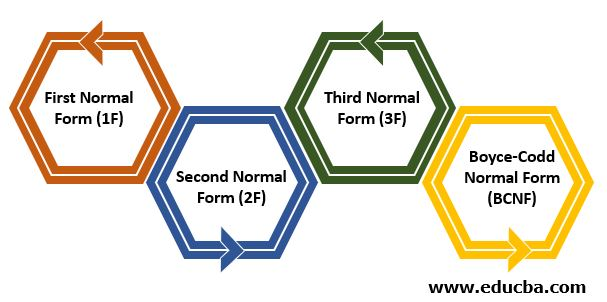 First Normal
Form (1F)
Second Normal
Form (2F)
Third Normal
Form (3F)
Boyce-Codd
Normal Form
(BCNF)
www.educba.com